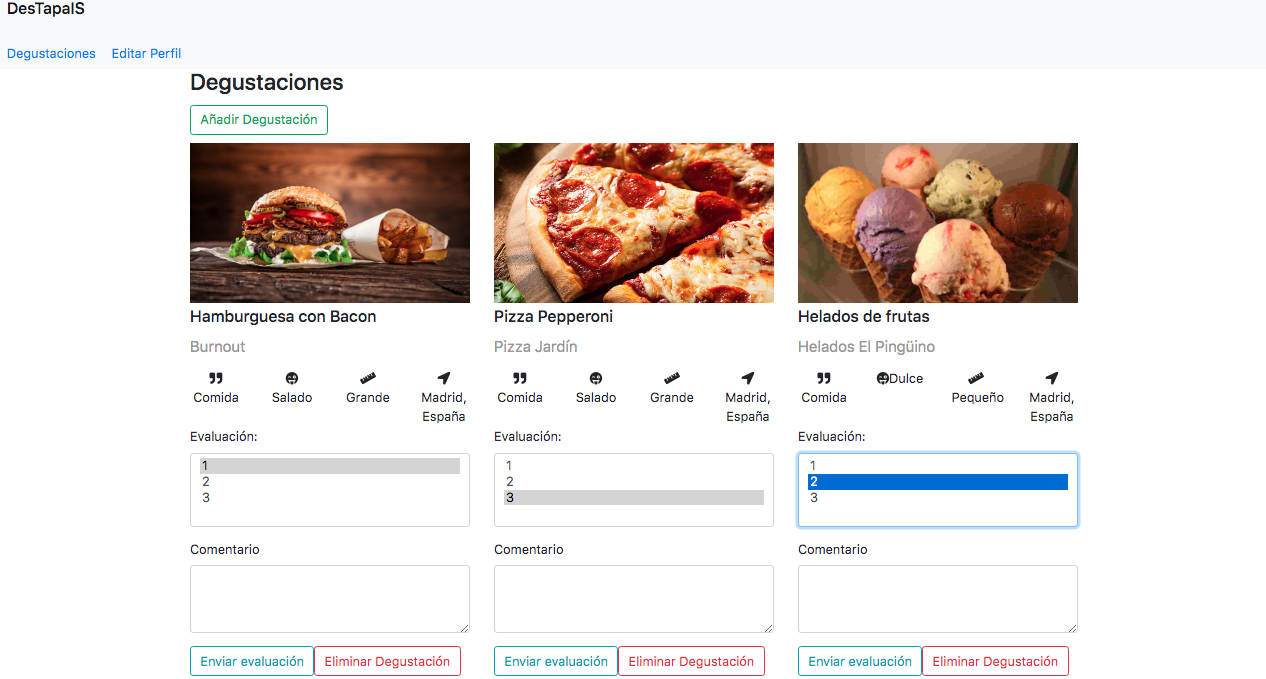 DesTapaIS
Degustaciones Editar Perfil
Degustaciones
Añadir Degustación
Hamburguesa con Bacon
Burnout
Comida Salado Grande Madrid, España
Evaluación:
1
2
3
Comentario
Enviar evaluación Eliminar Degustación
Pizza Pepperoni
Pizza Jardín
Comida Salado Grande Madrid, España
Evaluación:
1
2
3
Comentario
Enviar evaluación Eliminar Degustación
Helados de frutas
Helados El Pingüino
Comida Dulce Pequeño Madrid, España
Evaluación:
1
2
3
Comentario
Enviar evaluación Eliminar Degustación